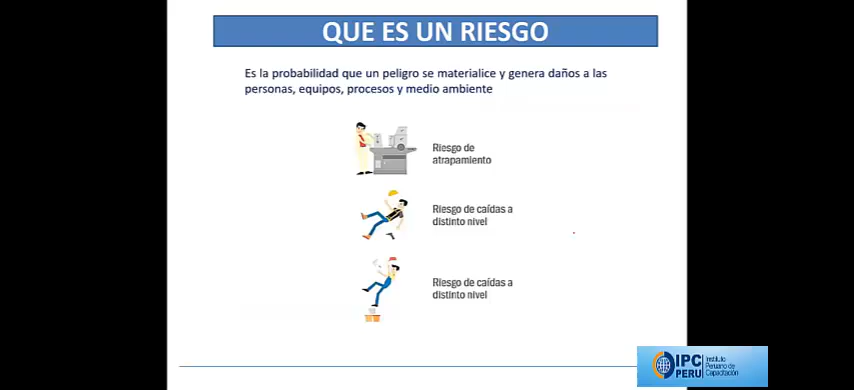 QUE ES UN RIESGO
Es la probabilidad que un peligro se materialice y genera daños a las
personas, equipos, procesos y medio ambiente
Riesgo de
atrapamiento
Riesgo de caídas a
distinto nivel
Riesgo de caídas a
distinto nivel
IPC
PERU
Instituto
Peruano de
Capacitación